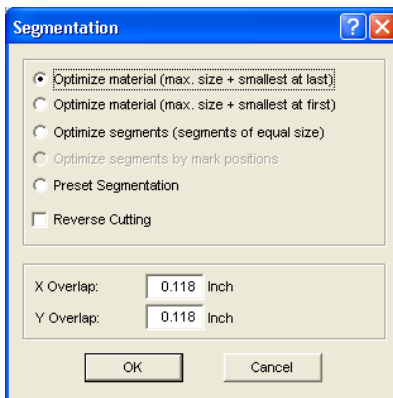 Segmentation
Optimize material (max. size + smallest at last)
Optimize material (max. size + smallest at first)
Optimize segments (segments of equal size)
Optimize segments by mark positions
Preset Segmentation
Reverse Cutting
X Overlap: 0.118 Inch
Y Overlap: 0.118 Inch
OK Cancel